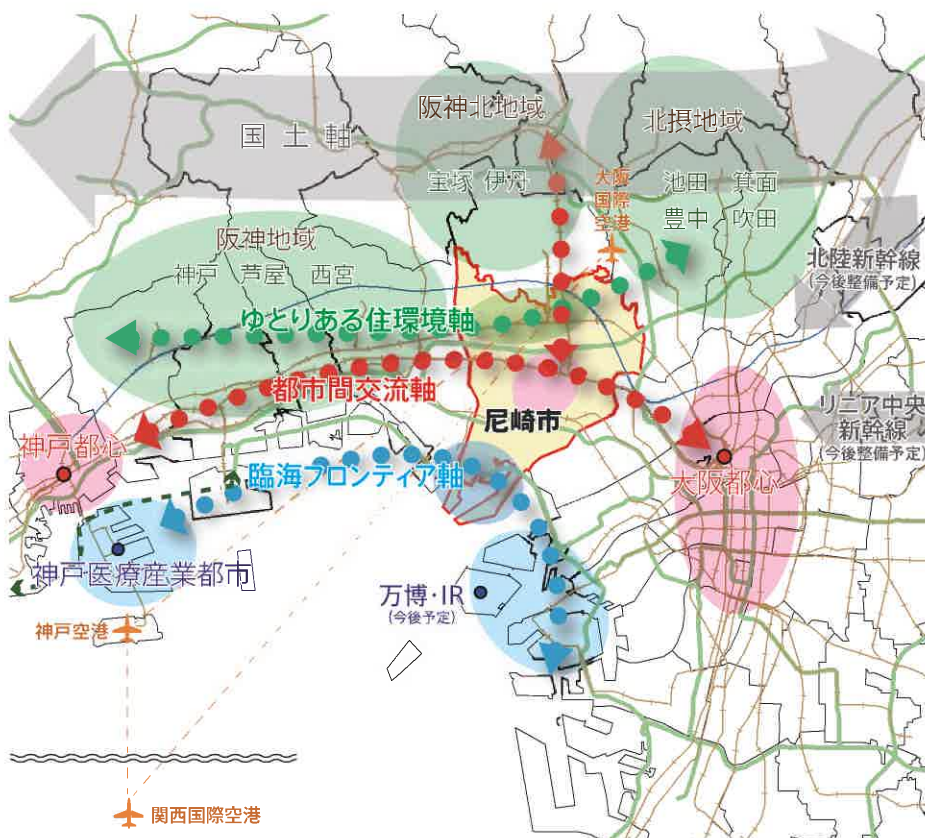 阪神北地域
北摂地域
国土軸
宝塚 伊丹
大阪
国際
空港
池田 箕面
豊中 吹田
阪神地域
神戸 芦屋 西宮
北陸新幹線
(今後整備予定)
ゆとりある住環境軸
都市間交流軸
尼崎市
リニア中央
新幹線
(今後整備予定)
神戸都心
臨海フロンティア軸
大阪都心
神戸医療産業都市
万博・IR
(今後予定)
神戸空港
関西国際空港